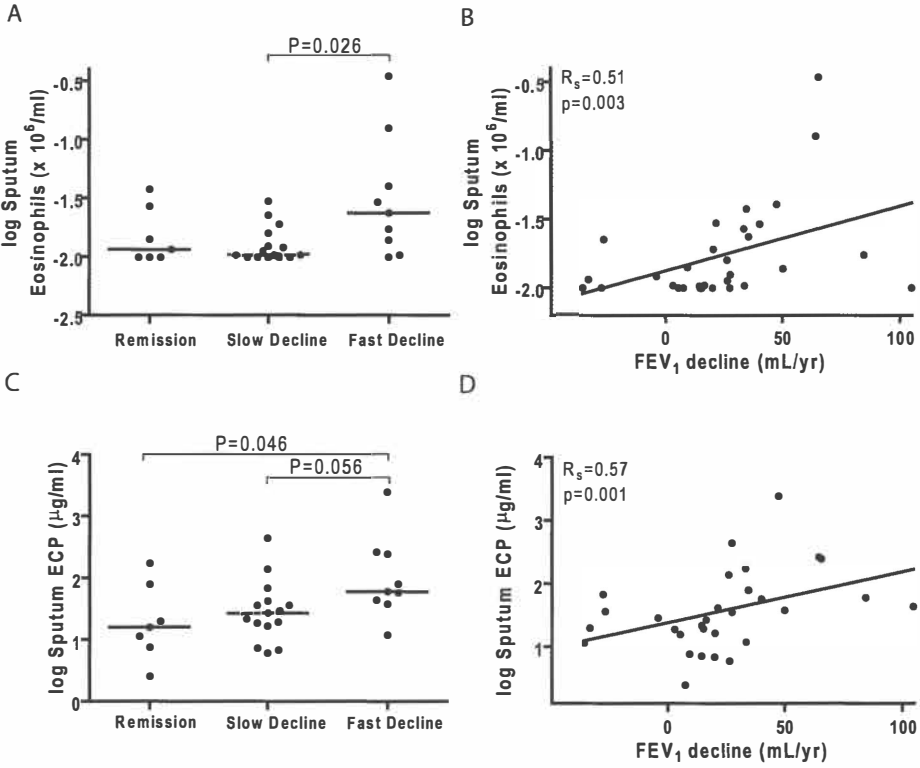 A
P=0.026
log Sputum
Eosinophils (x 10⁶/ml)
-0.5
-1.0
-1.5
-2.0
-2.5
Remission
Slow Decline
Fast Decline
B
Rₛ=0.51
p=0.003
log Sputum
Eosinophils (x 10⁶/ml)
-0.5
-1.0
-1.5
-2.0
0
50
100
FEV₁ decline (mL/yr)
C
P=0.046
P=0.056
log Sputum ECP (µg/ml)
4
3
2
1
0
Remission
Slow Decline
Fast Decline
D
Rₛ=0.57
p=0.001
log Sputum ECP (µg/ml)
4
3
2
1
0
50
100
FEV₁ decline (mL/yr)